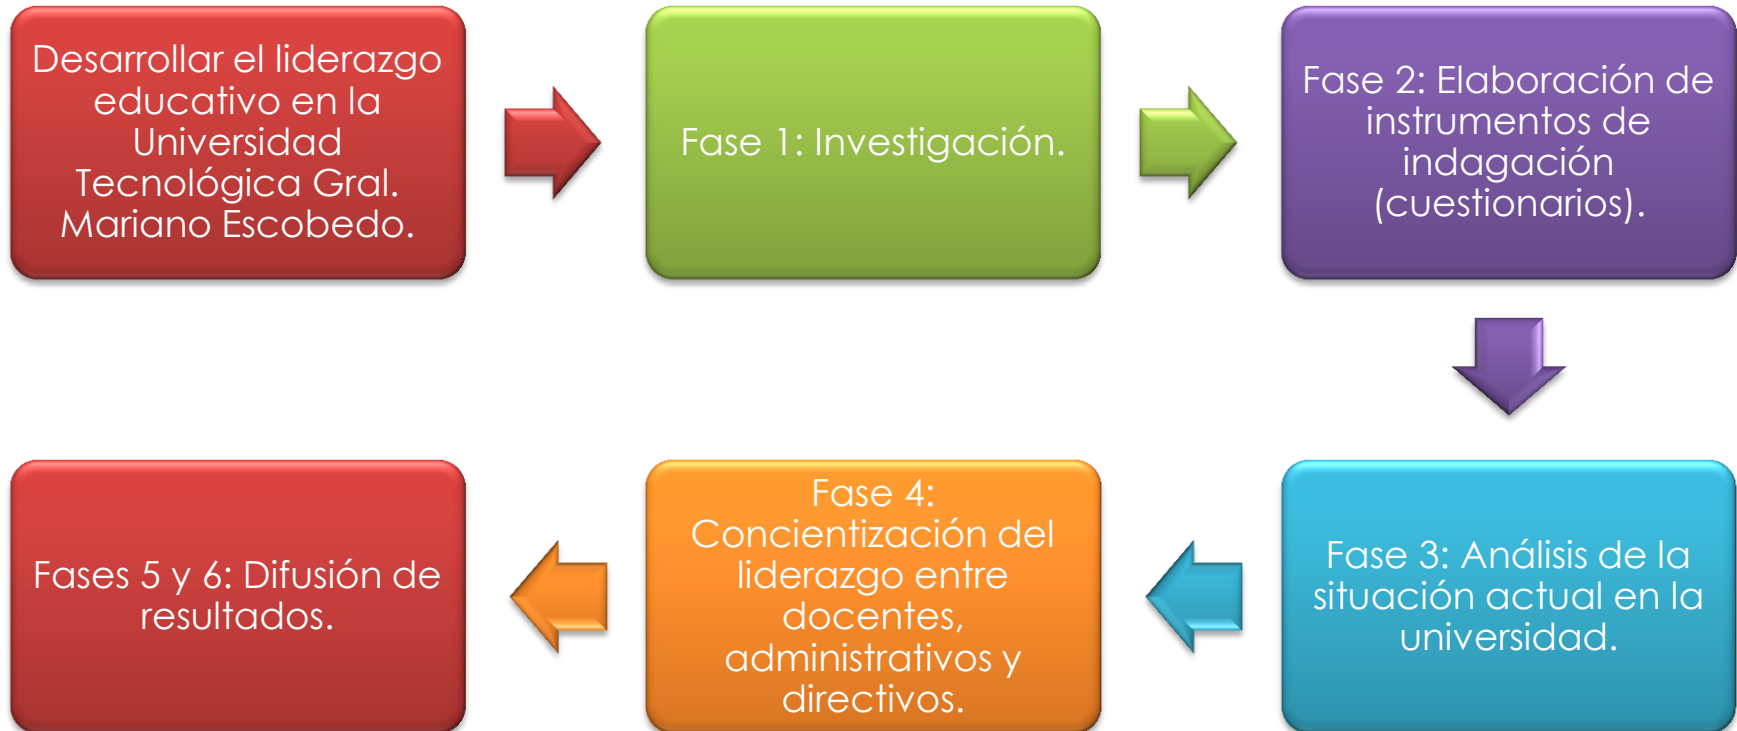 Desarrollar el liderazgo
educativo en la
Universidad
Tecnológica Gral.
Mariano Escobedo.
Fase 1: Investigación.
Fase 2: Elaboración de
instrumentos de
indagación
(cuestionarios).
Fase 3: Análisis de la
situación actual en la
universidad.
Fase 4:
Concientización del
liderazgo entre
docentes,
administrativos y
directivos.
Fases 5 y 6: Difusión de
resultados.